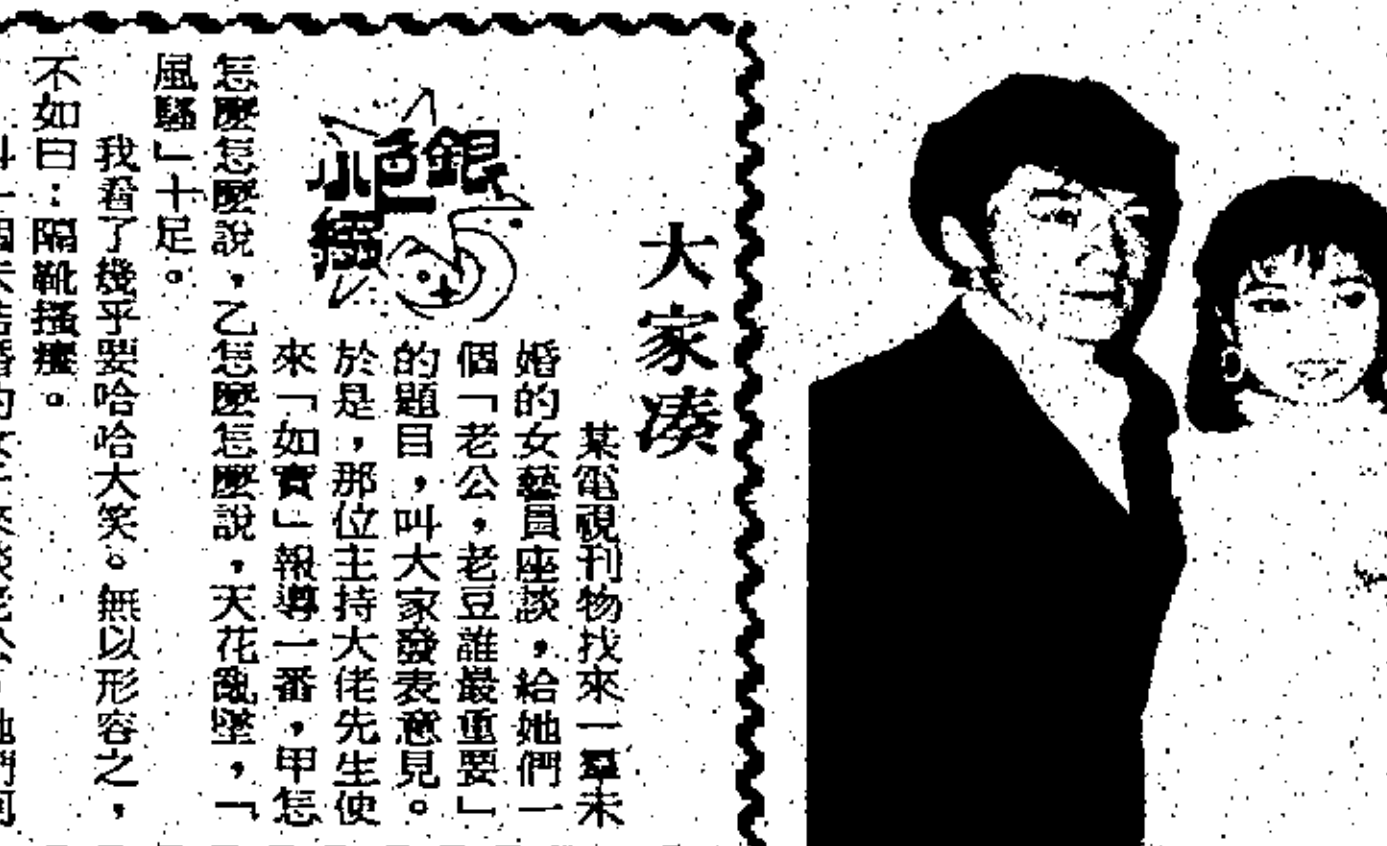 大家湊
銀色小組
某電視刊物找來一羣未
婚的女藝員座談，給她們一
個「老公，老豆誰最重要」
的題目，叫大家發表意見。
於是，那位主持大佬先生便
來「如實」報導一番，甲怎
怎麼怎麼說，乙怎麼怎麼說，天花亂墜，「
風騷」十足。
我看了幾乎要哈哈大笑。無以形容之，
不如曰：隔靴搔癢。